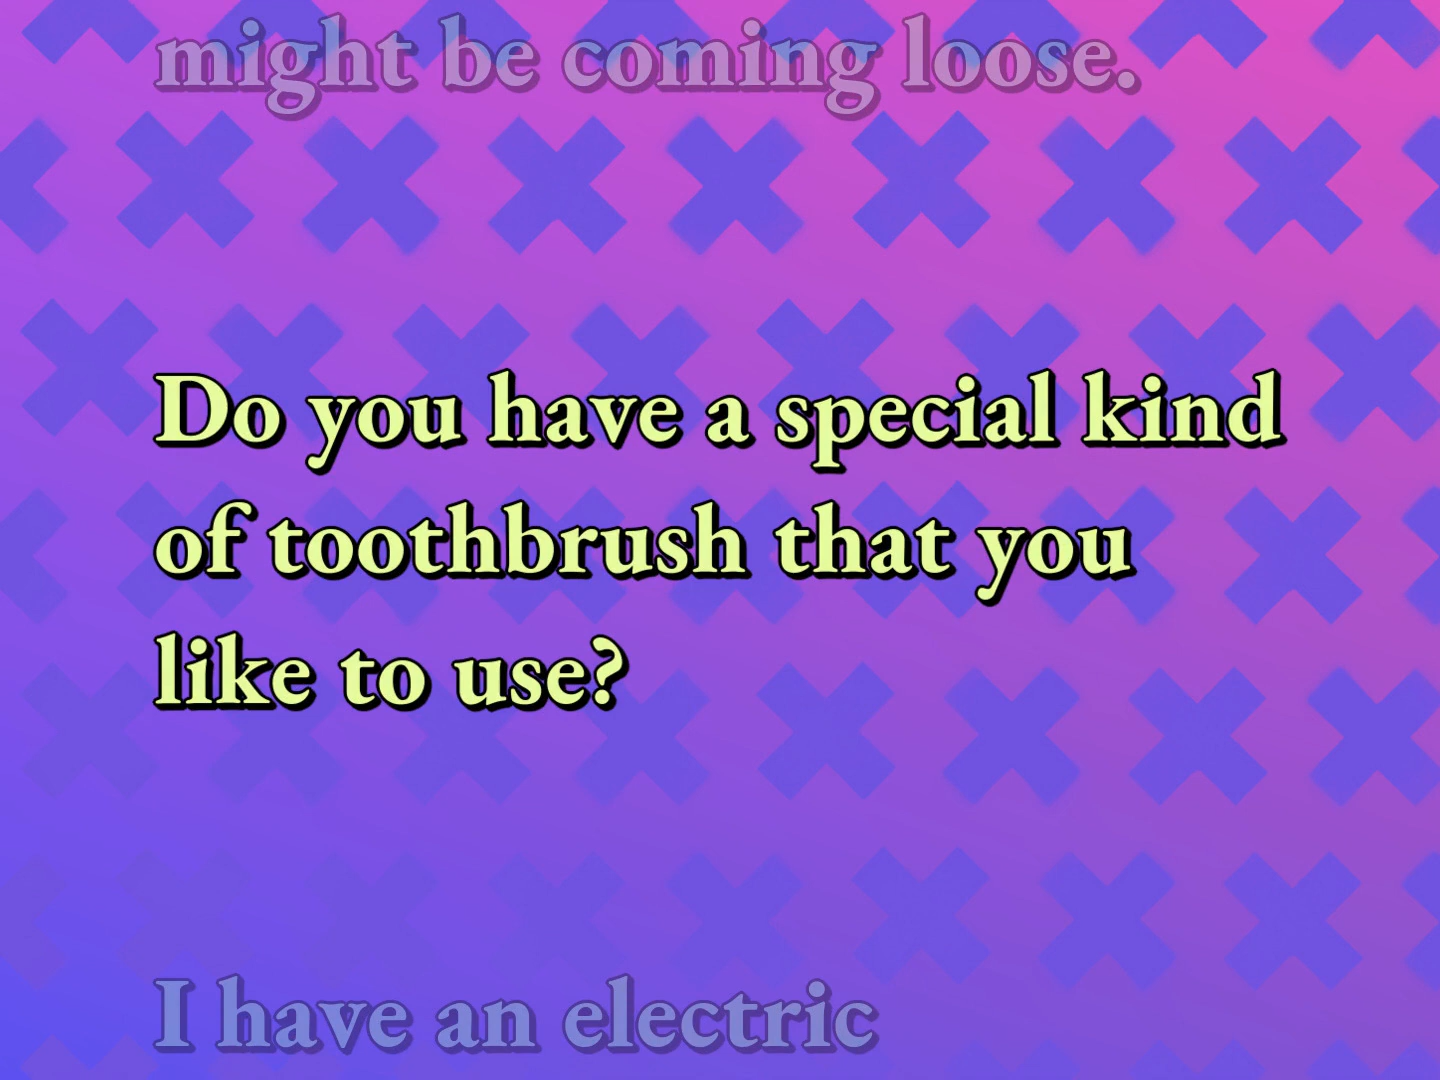 might be coming loose.
Do you have a special kind
of toothbrush that you
like to use?
I have an electric